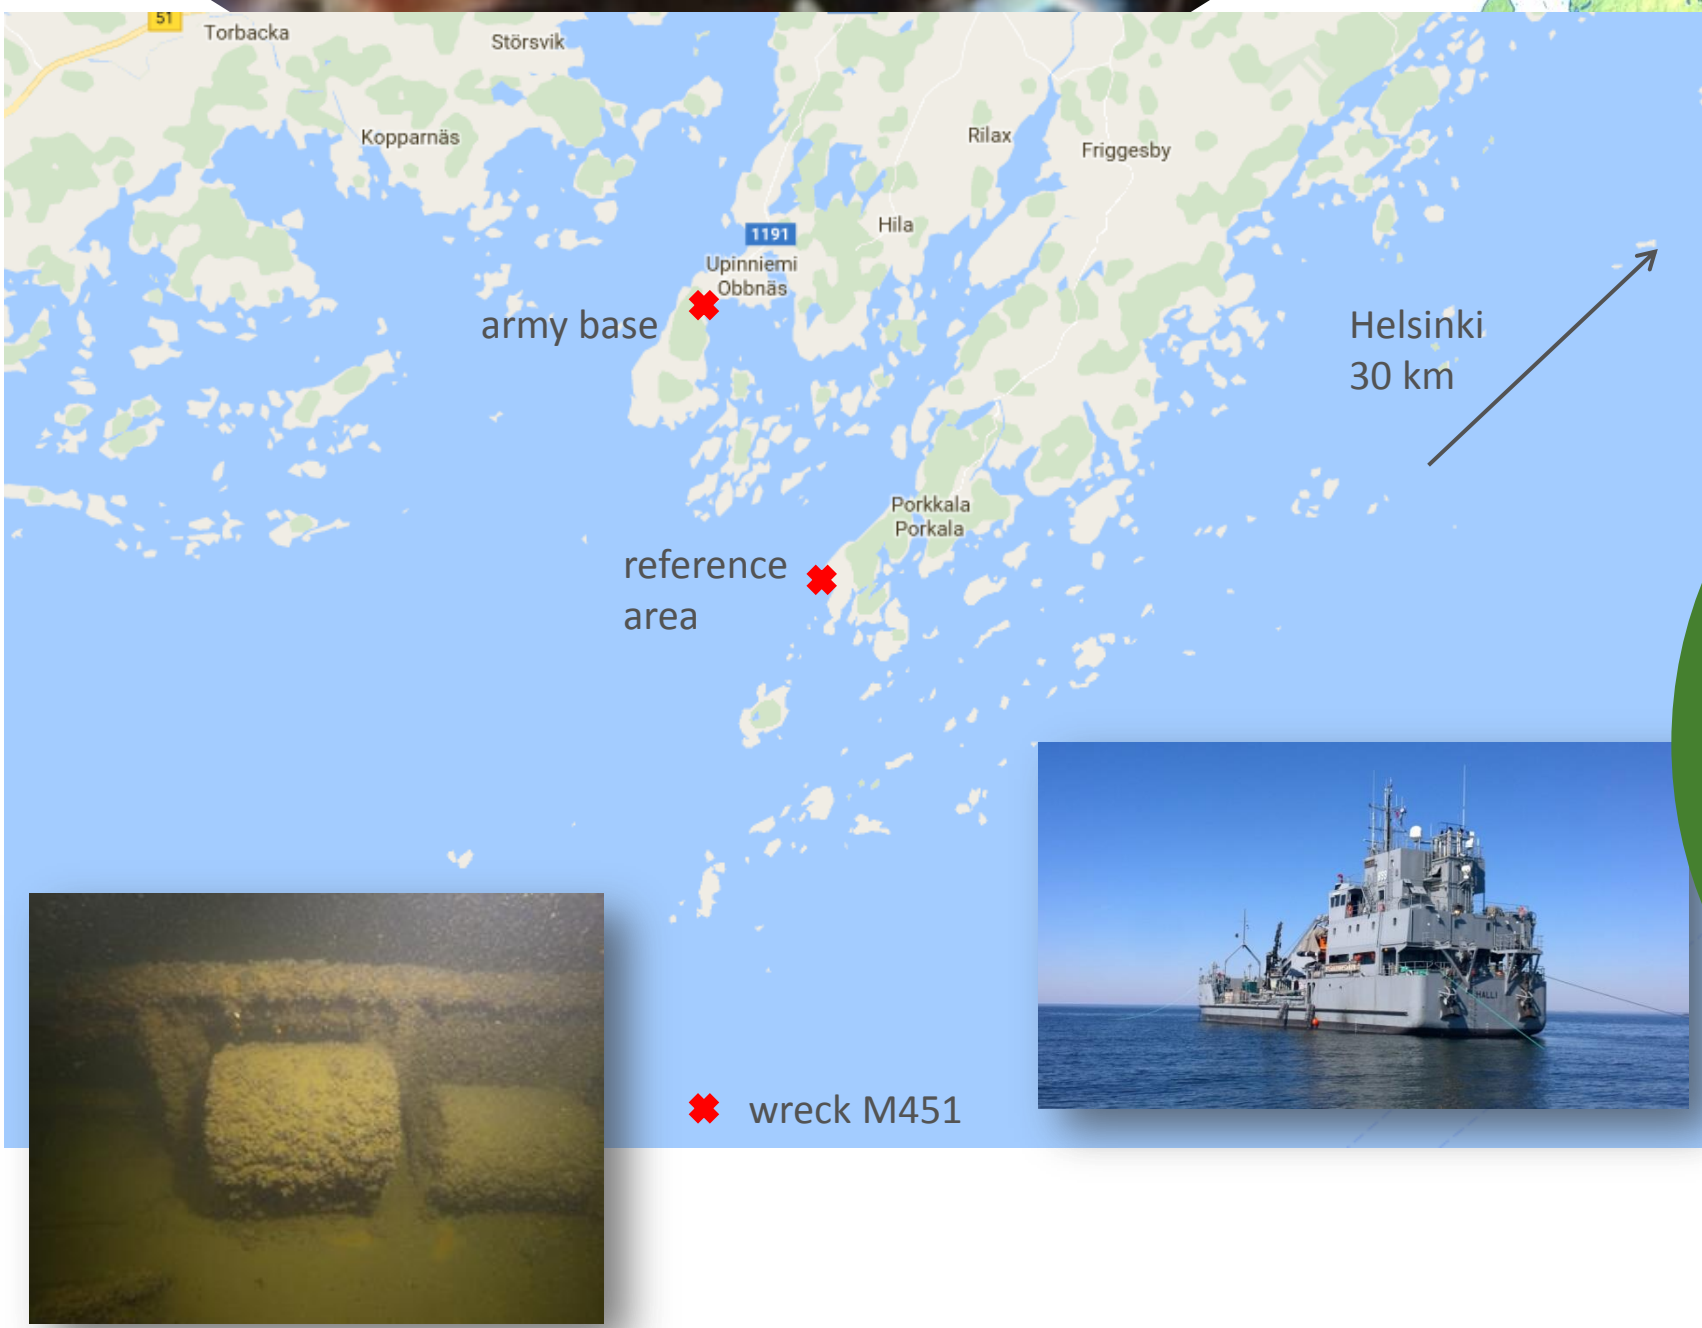 51
Torbacka
Störsvik
Kopparnäs
Rilax
Friggesby
Hila
1191
Upinniemi
Obbnäs
army base
Helsinki
30 km
Porkkala
Porkala
reference
area
HALLI
wreck M451